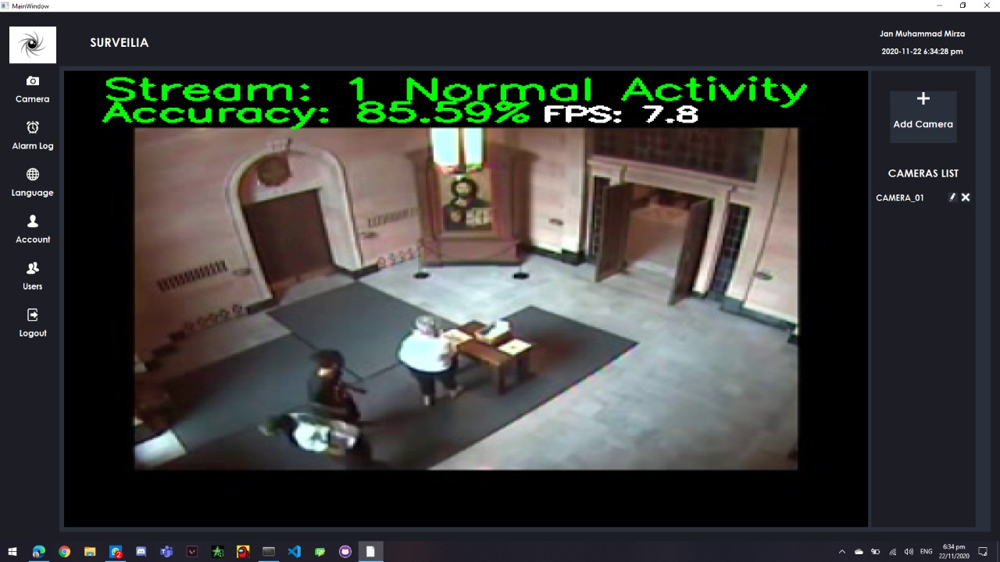 MainWindow
SURVEILIA
Jan Muhammad Mirza
2020-11-22 6:34:28 pm
Camera
Alarm Log
Language
Account
Users
Logout
Stream: 1 Normal Activity
Accuracy: 85.59% FPS: 7.8
Add Camera
CAMERAS LIST
CAMERA_01
2
ENG
6:34 pm
22/11/2020